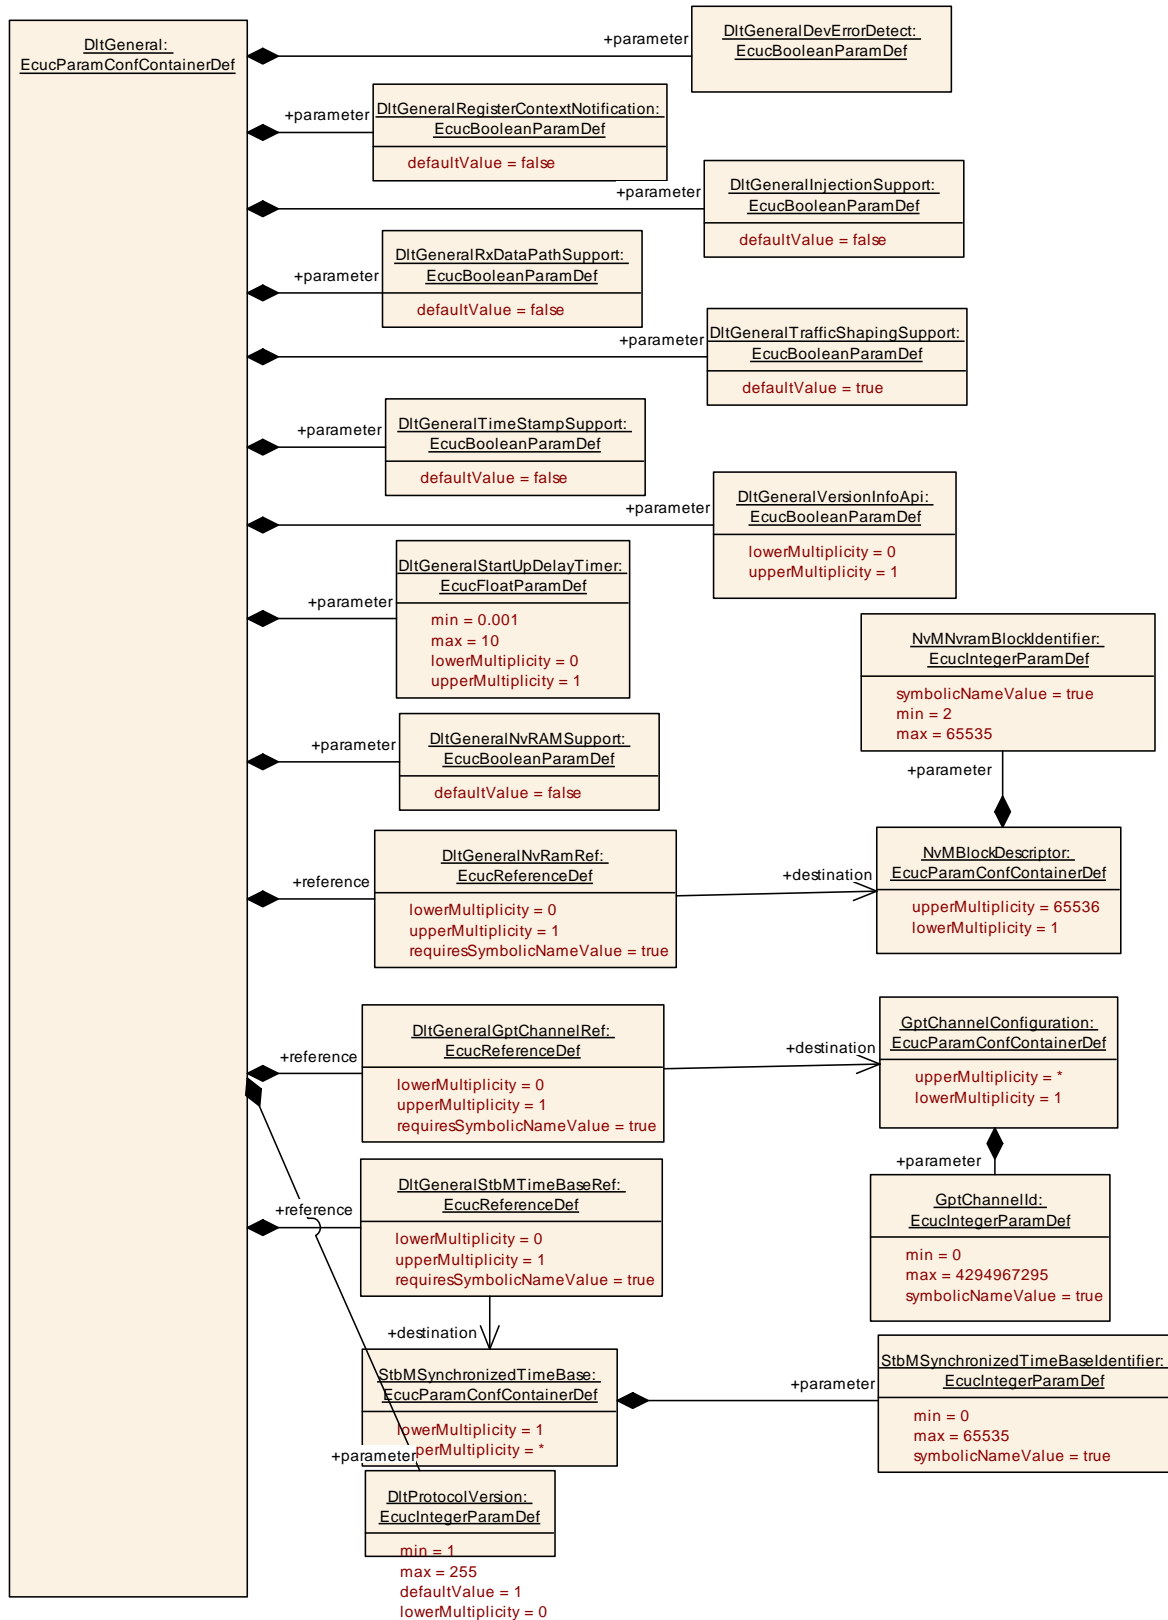 DltGeneral:
EcucParamConfContainerDef
+parameter
DltGeneralDevErrorDetect:
EcucBooleanParamDef
+parameter
DltGeneralRegisterContextNotification:
EcucBooleanParamDef
defaultValue = false
+parameter
DltGeneralInjectionSupport:
EcucBooleanParamDef
defaultValue = false
+parameter
DltGeneralRxDataPathSupport:
EcucBooleanParamDef
defaultValue = false
+parameter
DltGeneralTrafficShapingSupport:
EcucBooleanParamDef
defaultValue = true
+parameter
DltGeneralTimeStampSupport:
EcucBooleanParamDef
defaultValue = false
+parameter
DltGeneralVersionInfoApi:
EcucBooleanParamDef
lowerMultiplicity = 0
upperMultiplicity = 1
+parameter
DltGeneralStartUpDelayTimer:
EcucFloatParamDef
min = 0.001
max = 10
lowerMultiplicity = 0
upperMultiplicity = 1
NvMNvramBlockIdentifier:
EcucIntegerParamDef
symbolicNameValue = true
min = 2
max = 65535
+parameter
+parameter
DltGeneralNvRAMSupport:
EcucBooleanParamDef
defaultValue = false
+reference
DltGeneralNvRamRef:
EcucReferenceDef
lowerMultiplicity = 0
upperMultiplicity = 1
requiresSymbolicNameValue = true
+destination
NvMBlockDescriptor:
EcucParamConfContainerDef
upperMultiplicity = 65536
lowerMultiplicity = 1
+reference
DltGeneralGptChannelRef:
EcucReferenceDef
lowerMultiplicity = 0
upperMultiplicity = 1
requiresSymbolicNameValue = true
+destination
GptChannelConfiguration:
EcucParamConfContainerDef
upperMultiplicity = *
lowerMultiplicity = 1
+parameter
GptChannelId:
EcucIntegerParamDef
min = 0
max = 4294967295
symbolicNameValue = true
+reference
DltGeneralStbMTimeBaseRef:
EcucReferenceDef
lowerMultiplicity = 0
upperMultiplicity = 1
requiresSymbolicNameValue = true
+destination
StbMSynchronizedTimeBase:
EcucParamConfContainerDef
lowerMultiplicity = 1
perMultiplicity = *
+parameter
StbMSynchronizedTimeBaseIdentifier:
EcucIntegerParamDef
min = 0
max = 65535
symbolicNameValue = true
+parameter
DltProtocolVersion:
EcucIntegerParamDef
min = 1
max = 255
defaultValue = 1
lowerMultiplicity = 0